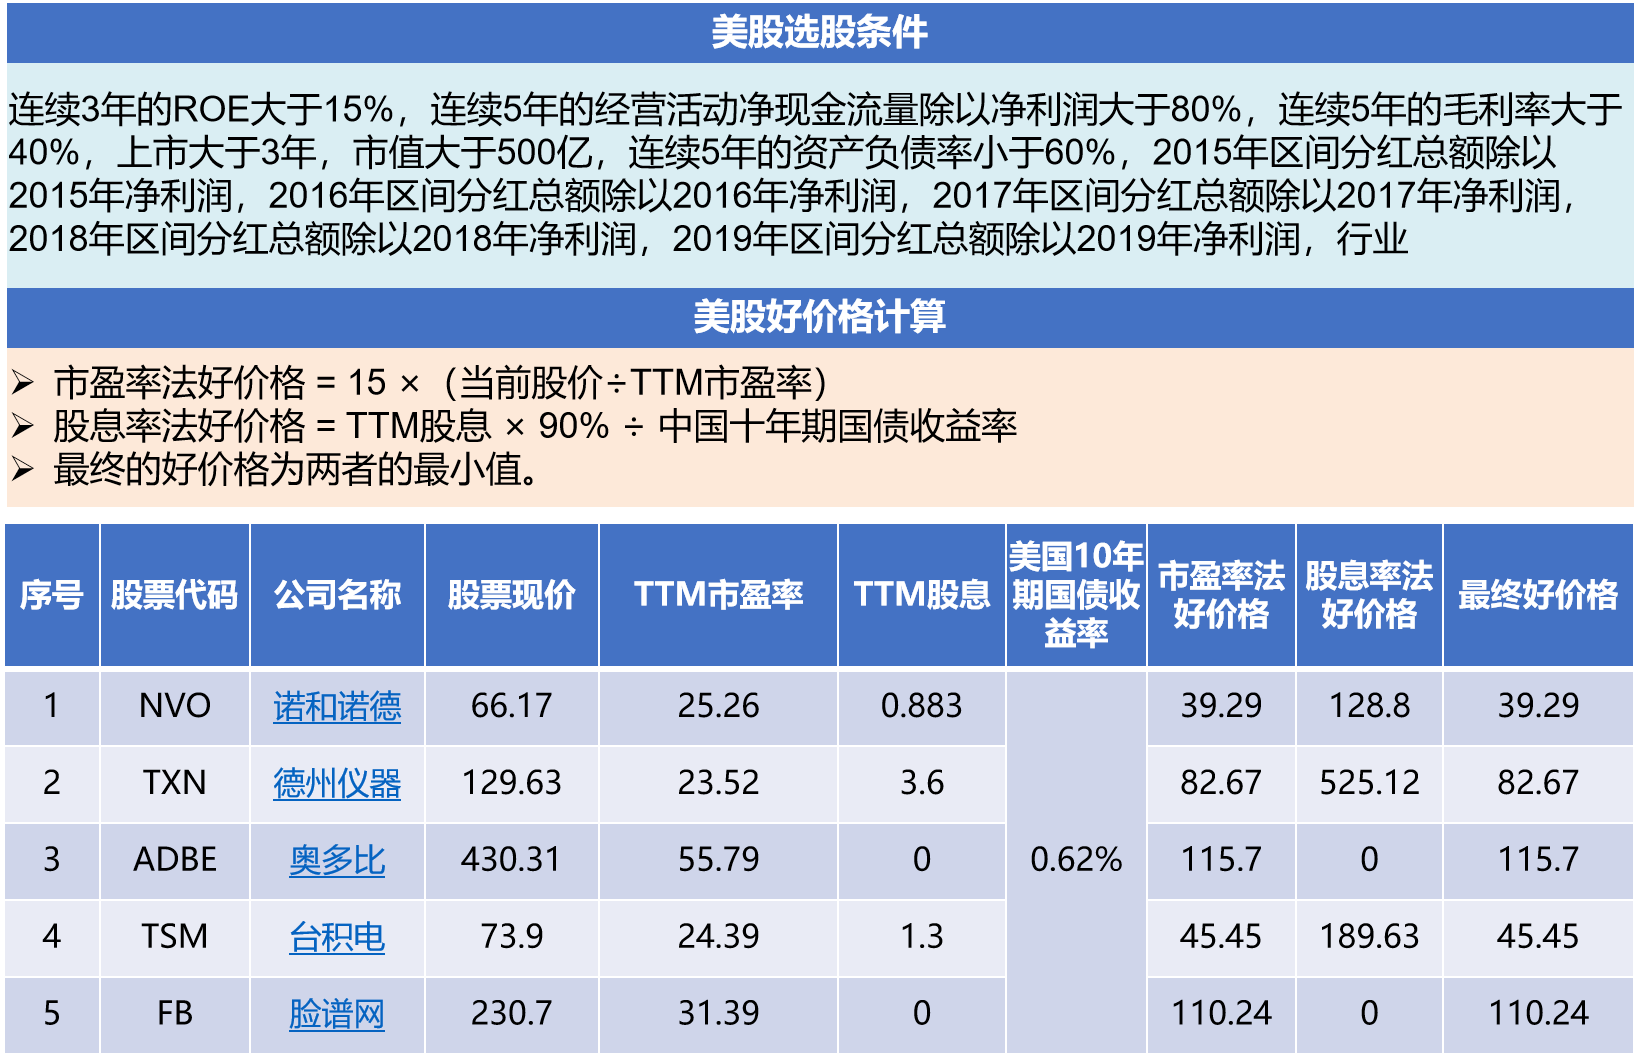 美股选股条件
连续3年的ROE大于15%，连续5年的经营活动净现金流量除以净利润大于80%，连续5年的毛利率大于
40%，上市大于3年，市值大于500亿，连续5年的资产负债率小于60%，2015年区间分红总额除以
2015年净利润，2016年区间分红总额除以2016年净利润，2017年区间分红总额除以2017年净利润，
2018年区间分红总额除以2018年净利润，2019年区间分红总额除以2019年净利润，行业
美股好价格计算
➢ 市盈率法好价格 = 15 ×（当前股价÷TTM市盈率）
➢ 股息率法好价格 = TTM股息 × 90% ÷ 中国十年期国债收益率
➢ 最终的好价格为两者的最小值。
序号 股票代码 公司名称 股票现价 TTM市盈率 TTM股息 美国10年期国债收益率 市盈率法好价格 股息率法好价格 最终好价格
1 NVO 诺和诺德 66.17 25.26 0.883 39.29 128.8 39.29
2 TXN 德州仪器 129.63 23.52 3.6 82.67 525.12 82.67
3 ADBE 奥多比 430.31 55.79 0 0.62% 115.7 0 115.7
4 TSM 台积电 73.9 24.39 1.3 45.45 189.63 45.45
5 FB 脸谱网 230.7 31.39 0 110.24 0 110.24